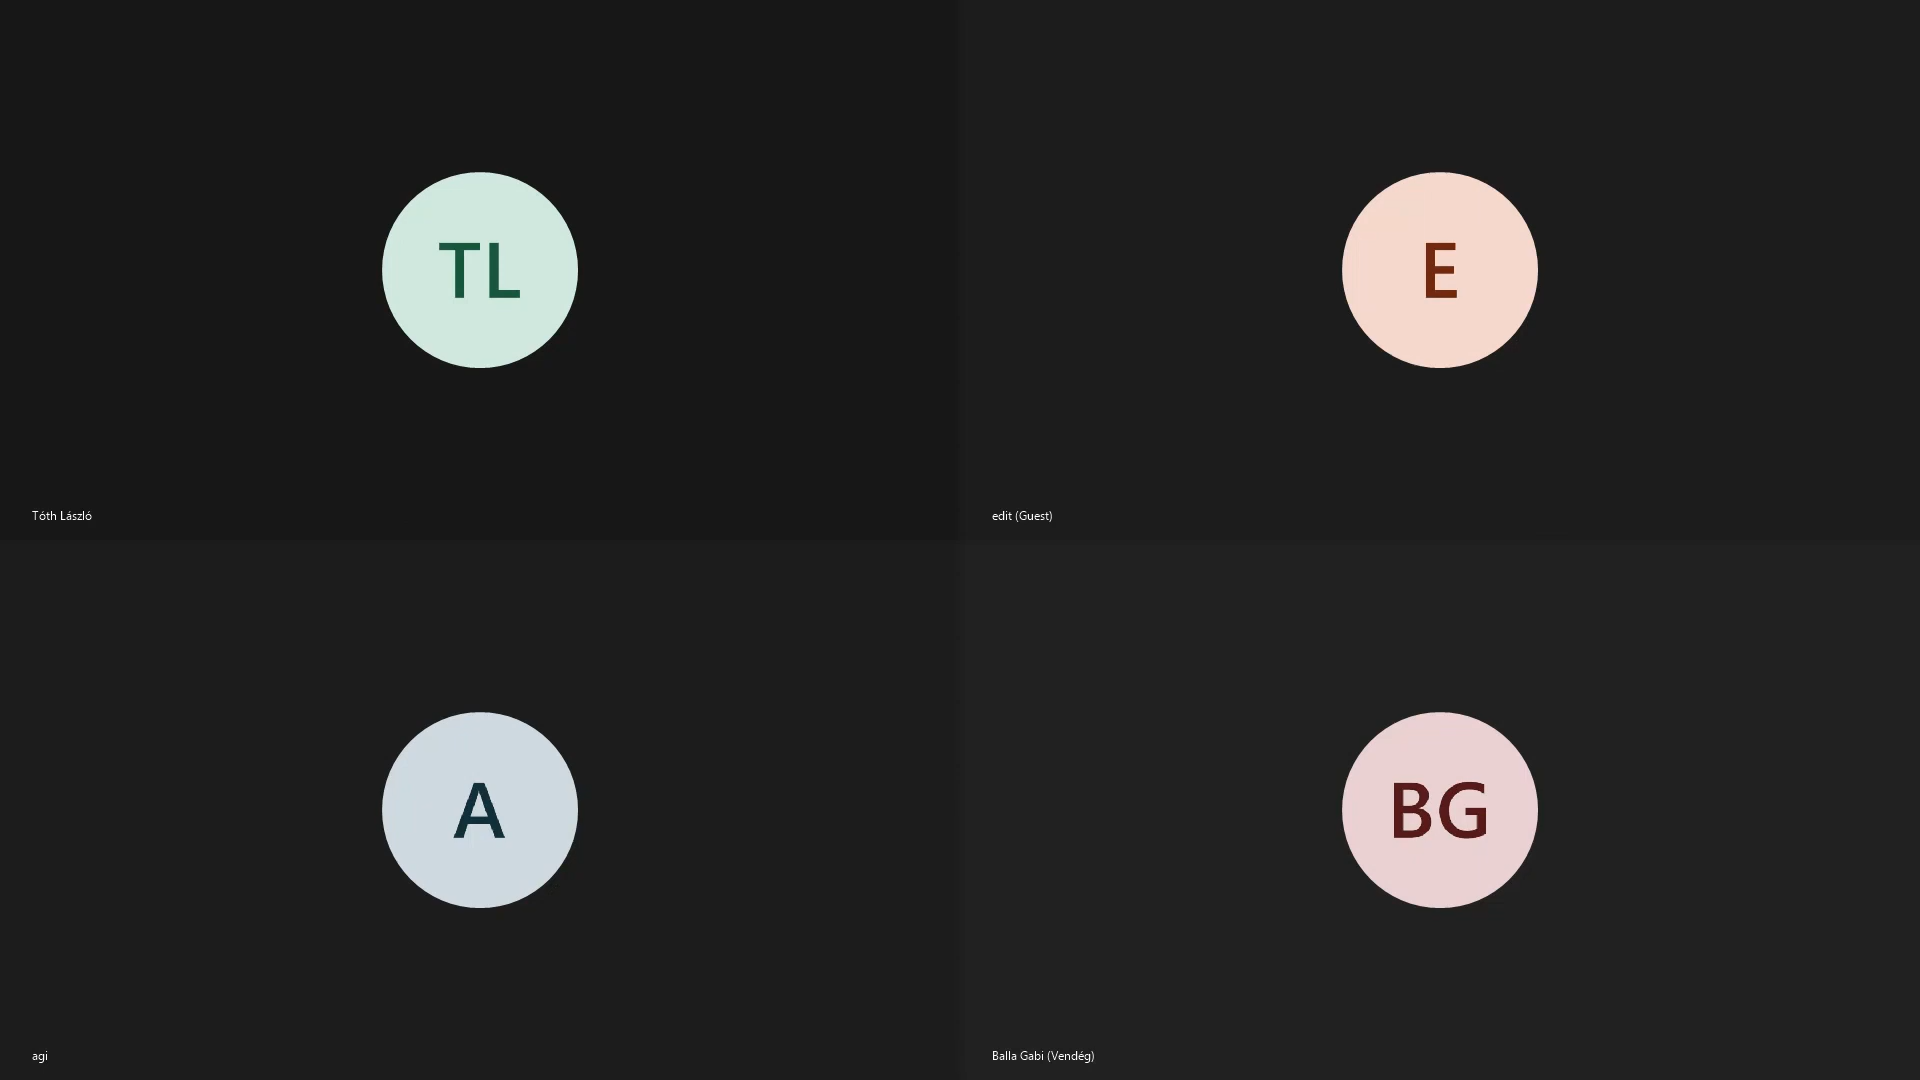 TL
E
Tóth László
edit (Guest)
A
BG
agi
Balla Gabi (Vendég)